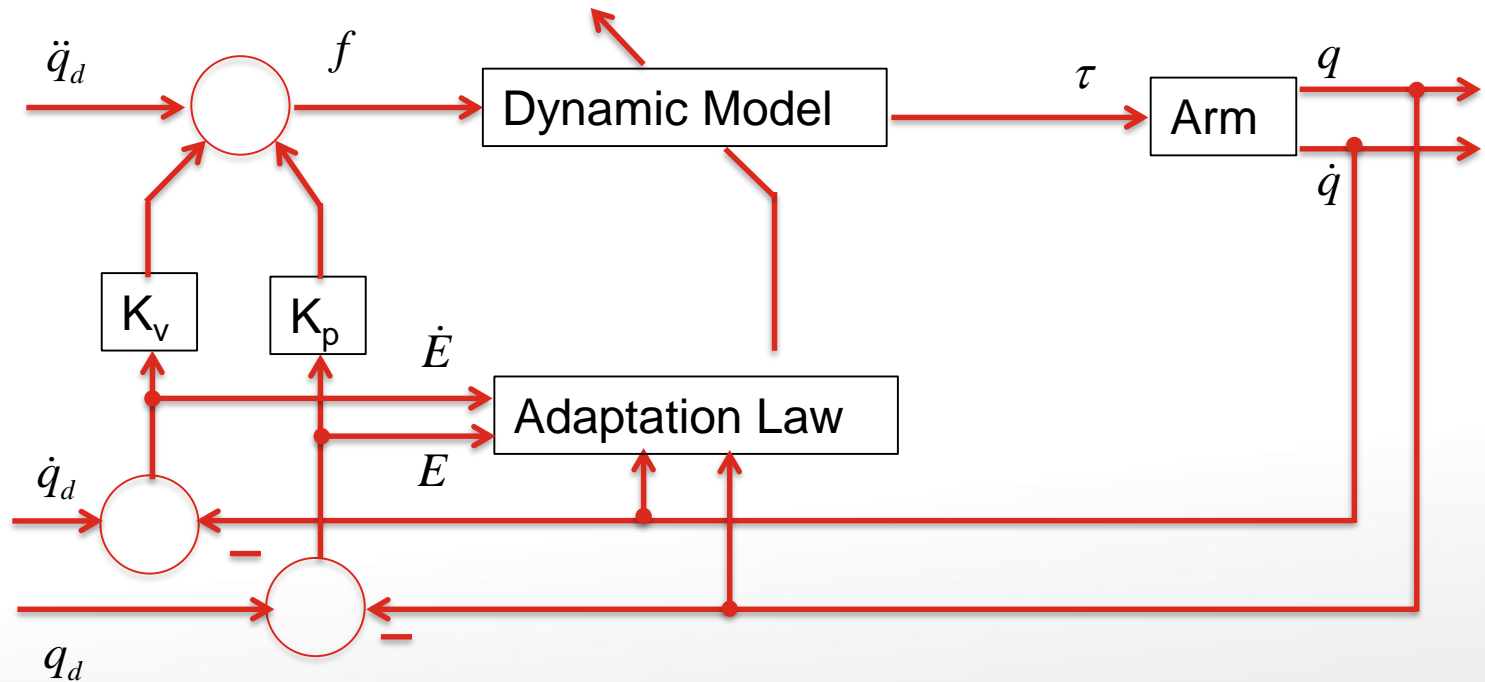 q̈_d
f
Dynamic Model
τ
Arm
q
q̇
K_v
K_p
Ė
Adaptation Law
E
q̇_d
−
−
q_d